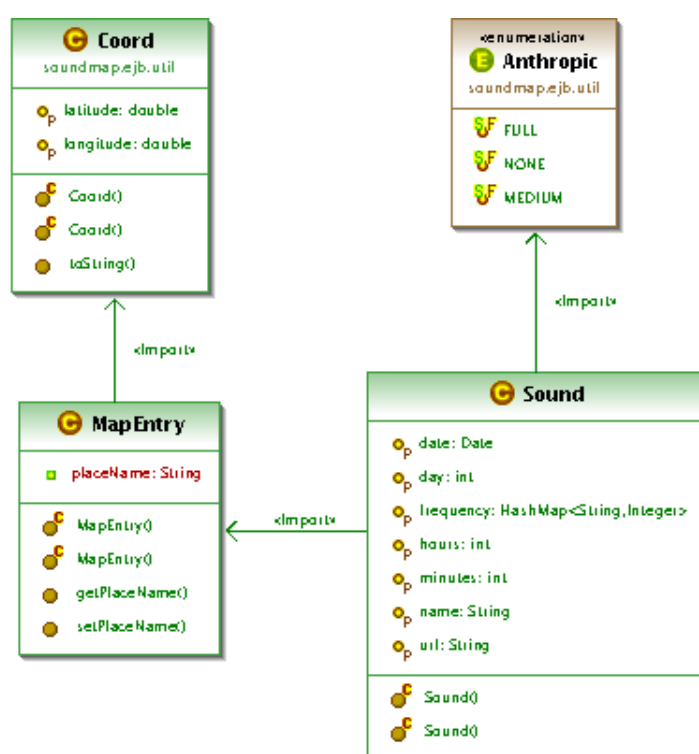 Coord
soundmap.ejb.util
latitude: double
longitude: double
Coord()
Coord()
toString()
«enumeration»
Anthropic
soundmap.ejb.util
FULL
NONE
MEDIUM
«Import»
«Import»
MapEntry
placeName: String
MapEntry()
MapEntry()
getPlaceName()
setPlaceName()
«Import»
Sound
date: Date
day: int
frequency: HashMap<String,Integer>
hours: int
minutes: int
name: String
url: String
Sound()
Sound()